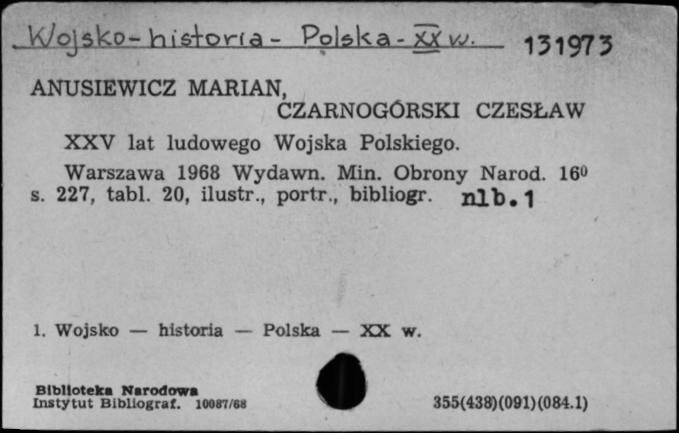 Wojsko - historia - Polska - XX w. 131973
ANUSIEWICZ MARIAN,
CZARNOGÓRSKI CZESŁAW
XXV lat ludowego Wojska Polskiego.
Warszawa 1968 Wydawn. Min. Obrony Narod. 16⁰
s. 227, tabl. 20, ilustr., portr., bibliogr. nlb. 1
1. Wojsko — historia — Polska — XX w.
Biblioteka Narodowa
Instytut Bibliograf. 10087/68
355(438)(091)(084.1)